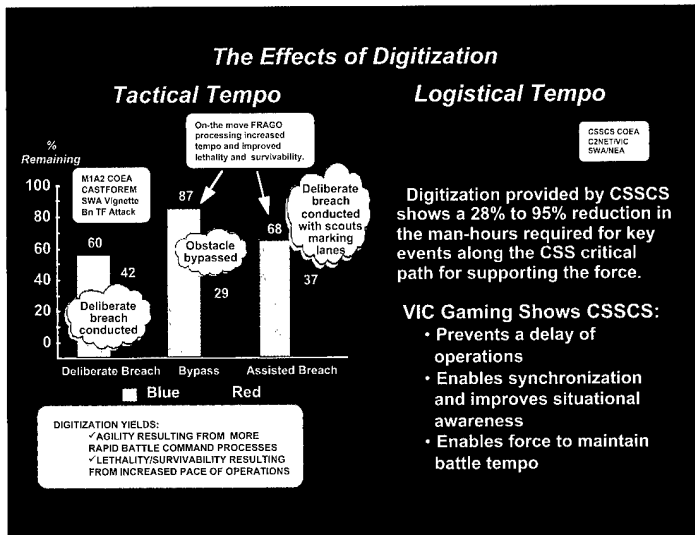 The Effects of Digitization
Tactical Tempo
%
Remaining
On-the move FRAGO
processing increased
tempo and improved
lethality and survivability.
M1A2 COEA
CASTFOREM
SWA Vignette
Bn TF Attack
100
80
60
40
20
0
60
42
87
29
68
37
Deliberate
breach
conducted
Obstacle
bypassed
Deliberate
breach
conducted
with scouts
marking
lanes
Deliberate Breach
Bypass
Assisted Breach
Blue
Red
DIGITIZATION YIELDS:
✓AGILITY RESULTING FROM MORE
RAPID BATTLE COMMAND PROCESSES
✓LETHALITY/SURVIVABILITY RESULTING
FROM INCREASED PACE OF OPERATIONS
Logistical Tempo
CSSCS COEA
C2NET/VIC
SWA/NEA
Digitization provided by CSSCS
shows a 28% to 95% reduction in
the man-hours required for key
events along the CSS critical
path for supporting the force.
VIC Gaming Shows CSSCS:
• Prevents a delay of
operations
• Enables synchronization
and improves situational
awareness
• Enables force to maintain
battle tempo